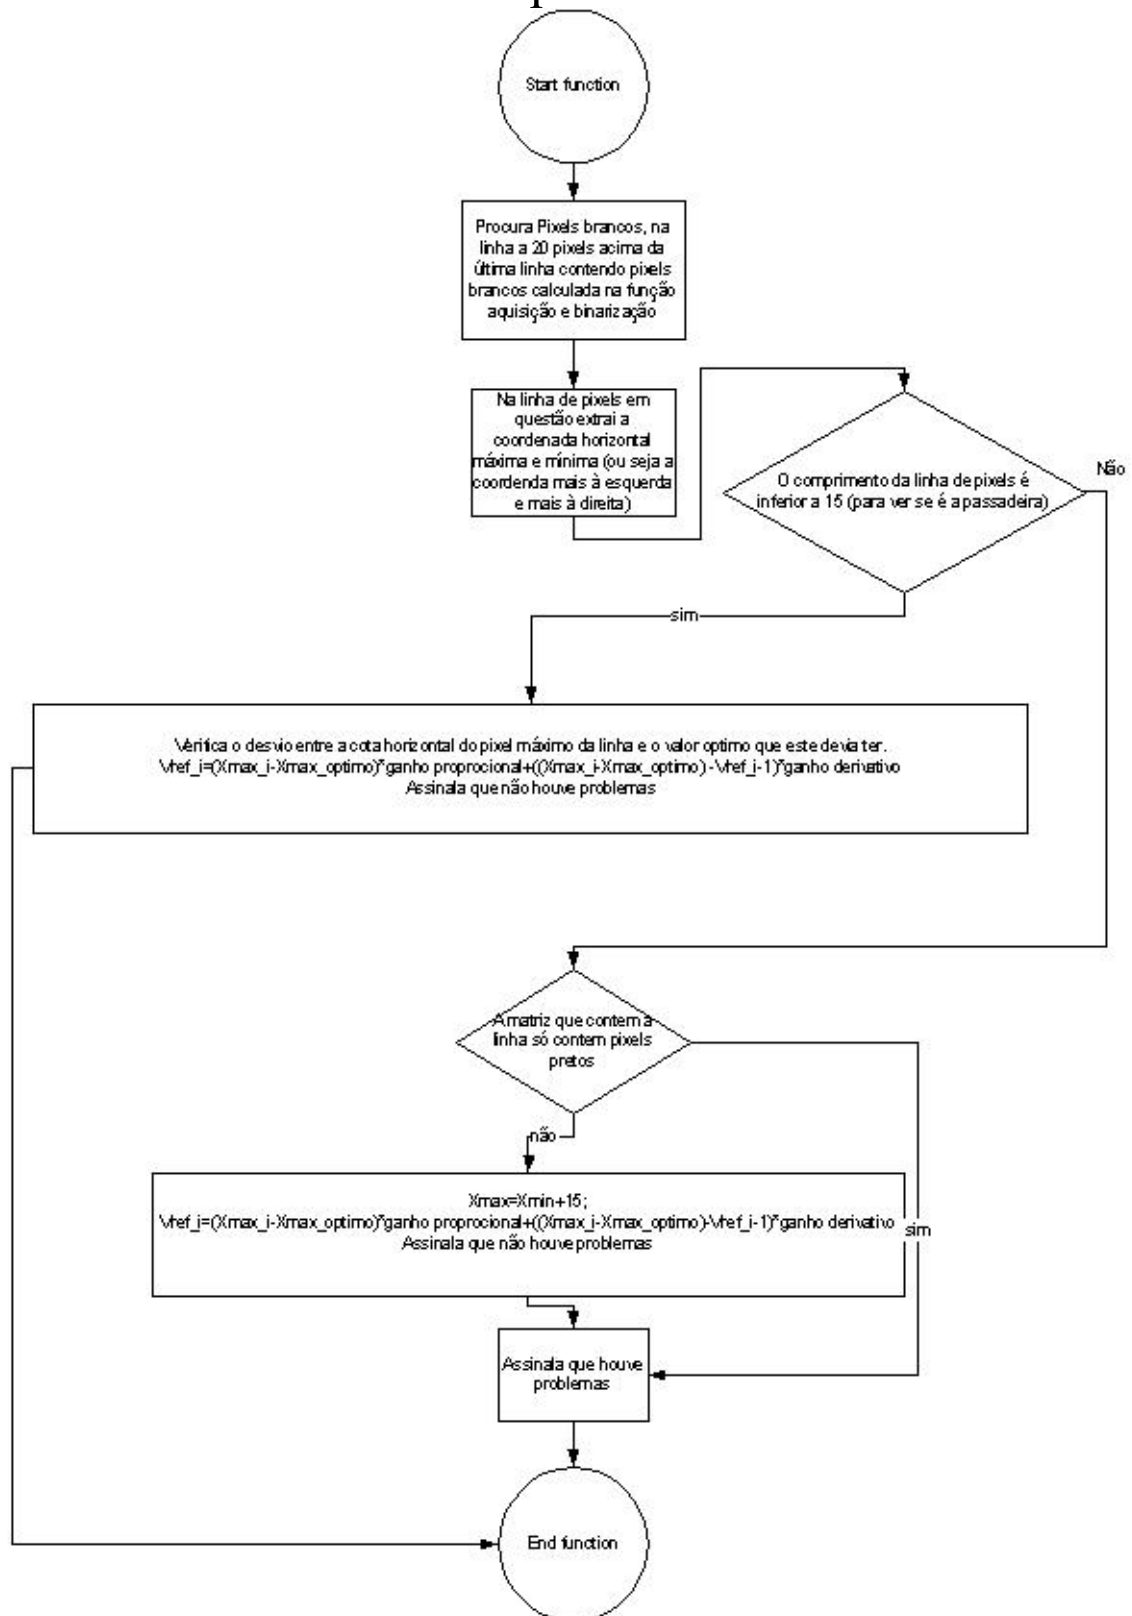 Start function
Procura Pixels brancos, na
linha a 20 pixels acima da
última linha contendo pixels
brancos calculada na função
aquisição e binarização
Na linha de pixels em
questão extrai a
coordenada horizontal
máxima e mínima (ou seja a
coordenda mais à esquerda
e mais à direita)
O comprimento da linha de pixels é
inferior a 15 (para ver se é a passadeira)
Não
sim
Verifica o desvio entre a cota horizontal do pixel máximo da linha e o valor optimo que este devia ter.
Vref_i=(Xmax_i-Xmax_optimo)*ganho proprocional+((Xmax_i-Xmax_optimo) -Vref_i-1)*ganho derivativo
Assinala que não houve problemas
A matriz que contem a
linha só contem pixels
pretos
não
Xmax=Xmin+15;
Vref_i=(Xmax_i-Xmax_optimo)*ganho proprocional+((Xmax_i-Xmax_optimo)-Vref_i-1)*ganho derivativo
Assinala que não houve problemas
sim
Assinala que houve
problemas
End function